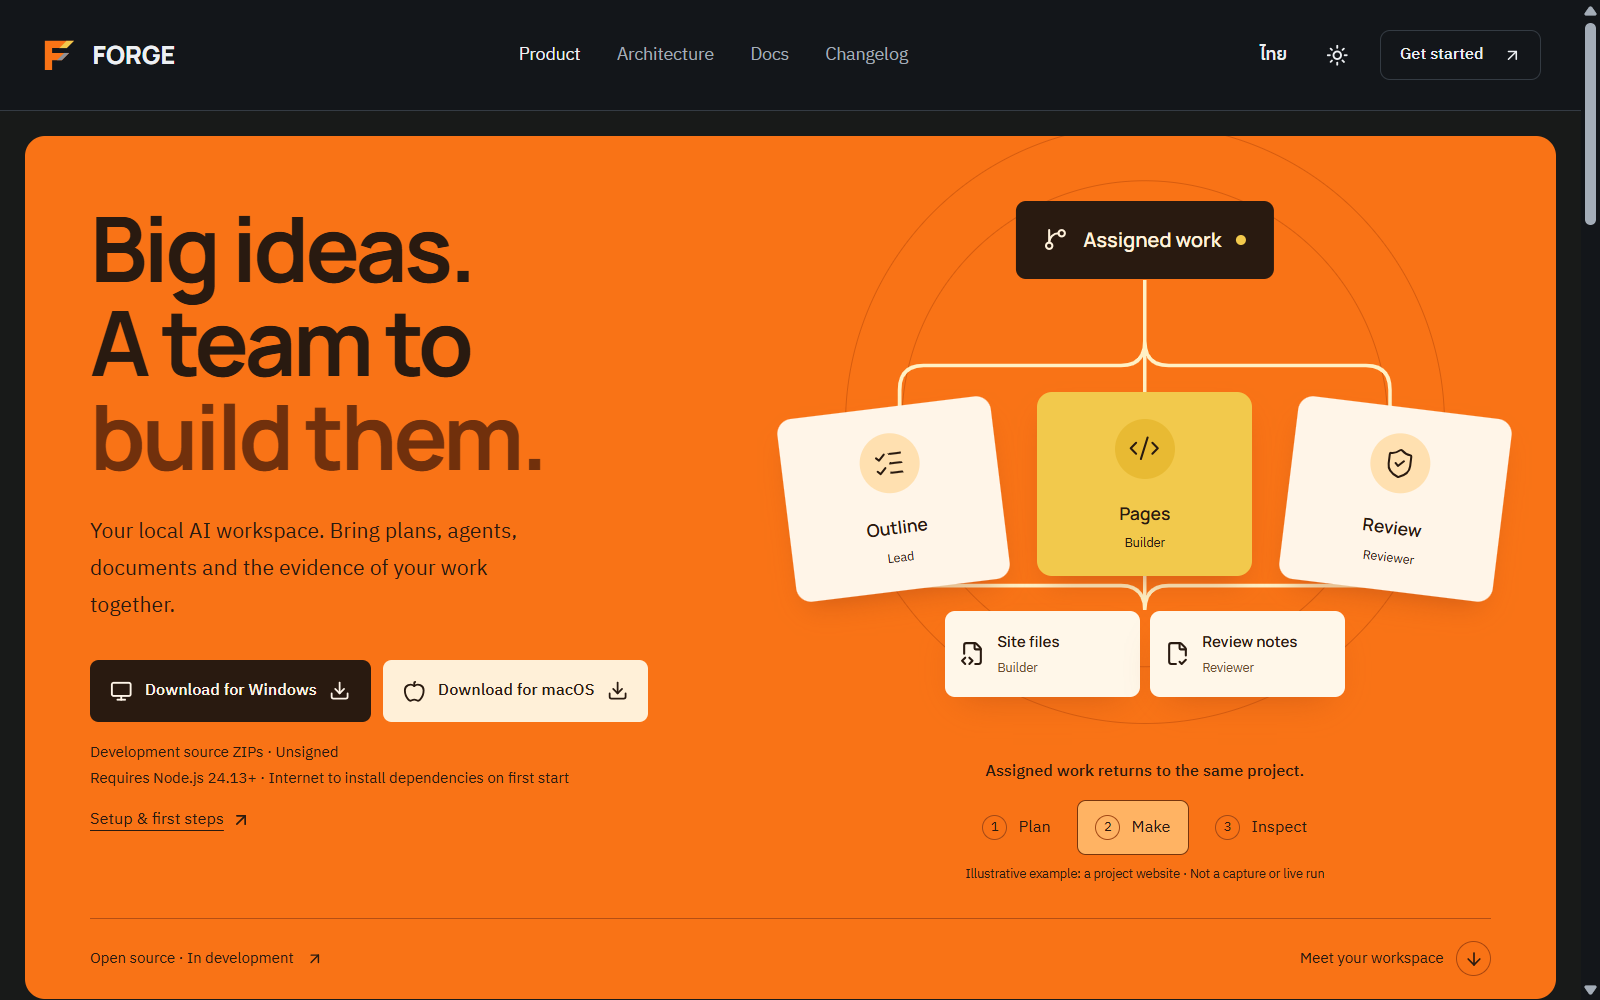 FORGE
Product
Architecture
Docs
Changelog
ไทย
Get started
Big ideas.
A team to
build them.
Your local AI workspace. Bring plans, agents,
documents and the evidence of your work
together.
Download for Windows
Download for macOS
Development source ZIPs · Unsigned
Requires Node.js 24.13+ · Internet to install dependencies on first start
Setup & first steps
Assigned work
Outline
Lead
Pages
Builder
Review
Reviewer
Site files
Builder
Review notes
Reviewer
Assigned work returns to the same project.
1 Plan
2 Make
3 Inspect
Illustrative example: a project website · Not a capture or live run
Open source · In development
Meet your workspace